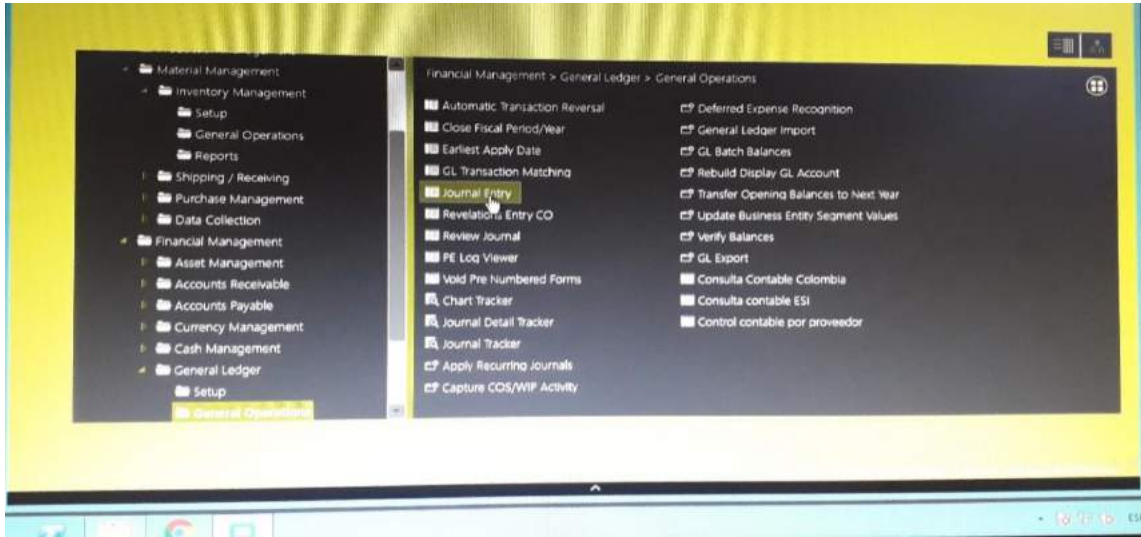 Material Management
Inventory Management
Setup
General Operations
Reports
Shipping / Receiving
Purchase Management
Data Collection
Financial Management
Asset Management
Accounts Receivable
Accounts Payable
Currency Management
Cash Management
General Ledger
Setup
General Operations
Financial Management > General Ledger > General Operations
Automatic Transaction Reversal
Close Fiscal Period/Year
Earliest Apply Date
GL Transaction Matching
Journal Entry
Revelations Entry CO
Review Journal
PE Log Viewer
Void Pre Numbered Forms
Chart Tracker
Journal Detail Tracker
Journal Tracker
Apply Recurring Journals
Capture COS/WIP Activity
Deferred Expense Recognition
General Ledger Import
GL Batch Balances
Rebuild Display GL Account
Transfer Opening Balances to Next Year
Update Business Entity Segment Values
Verify Balances
GL Export
Consulta Contable Colombia
Consulta contable ESI
Control contable por proveedor